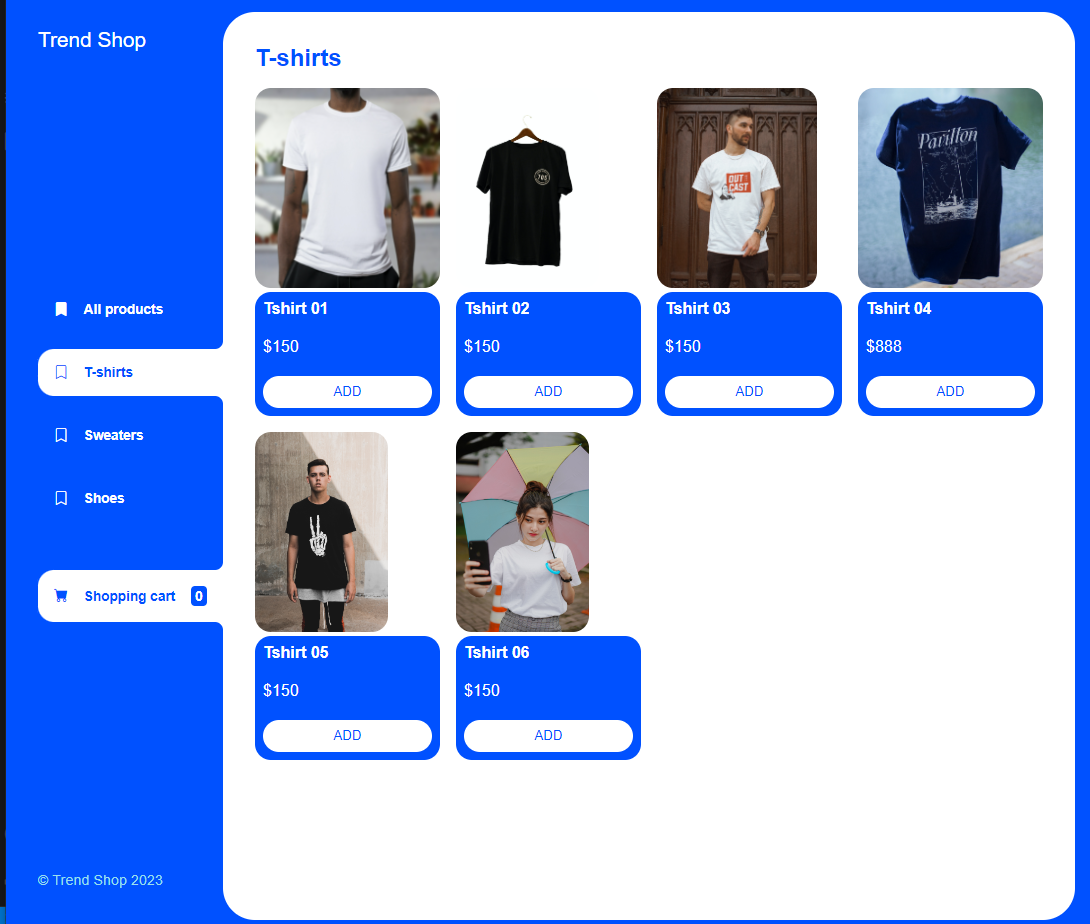 Trend Shop
T-shirts
All products
T-shirts
Sweaters
Shoes
Shopping cart 0
© Trend Shop 2023
OUT
CAST
Pavillon
Tshirt 01
$150
ADD
Tshirt 02
$150
ADD
Tshirt 03
$150
ADD
Tshirt 04
$888
ADD
Tshirt 05
$150
ADD
Tshirt 06
$150
ADD